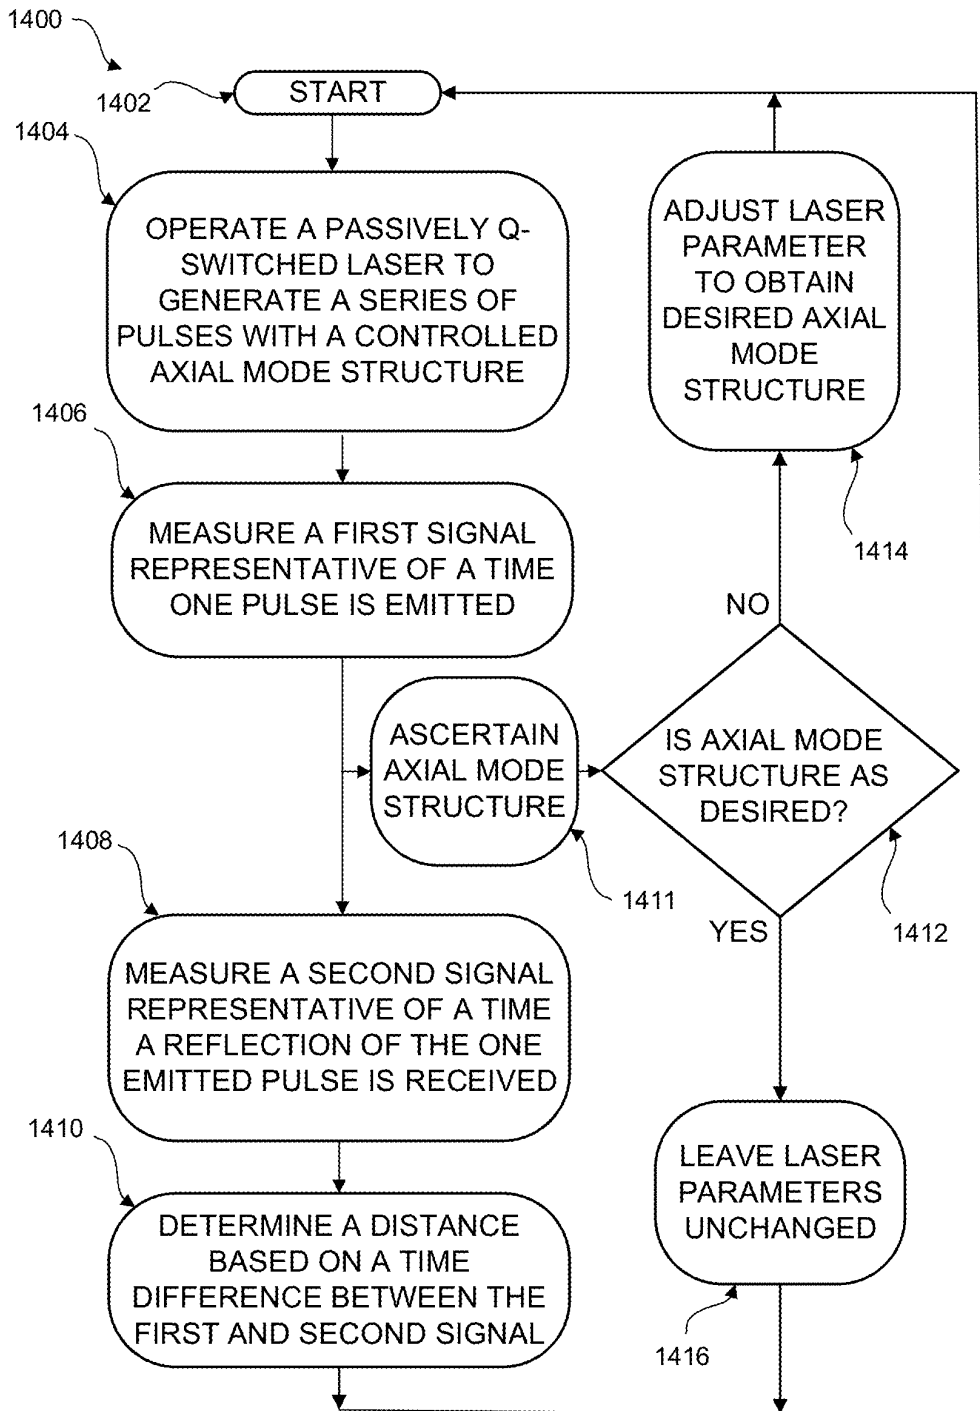 1400
1402
START
1404
OPERATE A PASSIVELY Q-
SWITCHED LASER TO
GENERATE A SERIES OF
PULSES WITH A CONTROLLED
AXIAL MODE STRUCTURE
1406
MEASURE A FIRST SIGNAL
REPRESENTATIVE OF A TIME
ONE PULSE IS EMITTED
1408
MEASURE A SECOND SIGNAL
REPRESENTATIVE OF A TIME
A REFLECTION OF THE ONE
EMITTED PULSE IS RECEIVED
1410
DETERMINE A DISTANCE
BASED ON A TIME
DIFFERENCE BETWEEN THE
FIRST AND SECOND SIGNAL
ASCERTAIN
AXIAL MODE
STRUCTURE
1411
IS AXIAL MODE
STRUCTURE AS
DESIRED?
1412
NO
ADJUST LASER
PARAMETER
TO OBTAIN
DESIRED AXIAL
MODE
STRUCTURE
1414
YES
LEAVE LASER
PARAMETERS
UNCHANGED
1416